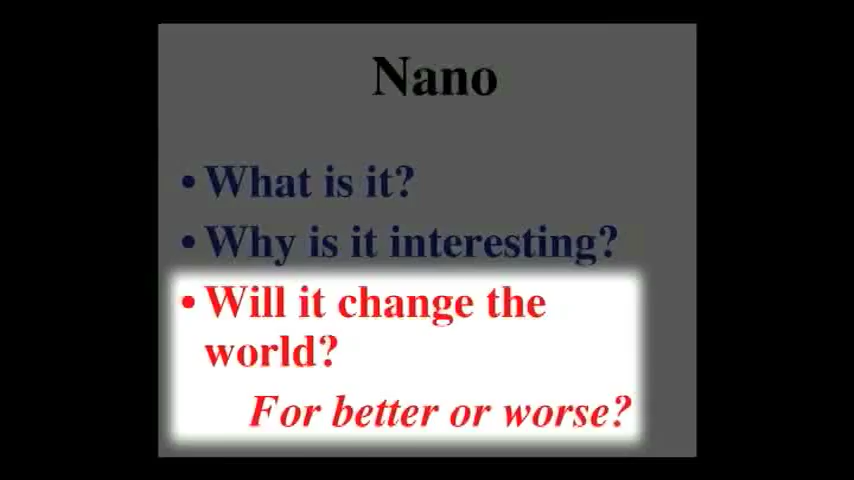 Nano
• What is it?
• Why is it interesting?
• Will it change the
world?
For better or worse?